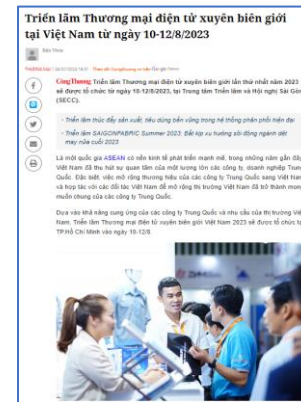 Triển lãm Thương mại điện tử xuyên biên giới
tại Việt Nam từ ngày 10-12/8/2023
Công Thương Triển lãm Thương mại điện tử xuyên biên giới lần thứ nhất năm 2023
sẽ được tổ chức từ ngày 10-12/8/2023, tại Trung tâm Triển lãm và Hội nghị Sài Gòn
(SECC).
- Triển lãm thúc đẩy sản xuất, tiêu dùng bền vững trong hệ thống phân phối hiện đại
- Triển lãm SAIGONFABRIC Summer 2023: Bắt kịp xu hướng sôi động ngành dệt
may nửa cuối 2023
Là một quốc gia ASEAN có nền kinh tế phát triển mạnh mẽ, trong những năm gần đây
Việt Nam đã thu hút sự quan tâm của một lượng lớn các công ty, doanh nghiệp Trung
Quốc. Đặc biệt, việc mở rộng thương hiệu của các công ty Trung Quốc sang Việt Nam
và hợp tác với các đối tác Việt Nam để mở rộng thị trường Việt Nam đã trở thành mong
muốn chung của các công ty Trung Quốc.
Dựa vào khả năng cung ứng của các công ty Trung Quốc và nhu cầu của thị trường Việt
Nam, Triển lãm Thương mại điện tử xuyên biên giới Việt Nam 2023 sẽ được tổ chức tại
TP.Hồ Chí Minh vào ngày 10-12/8.